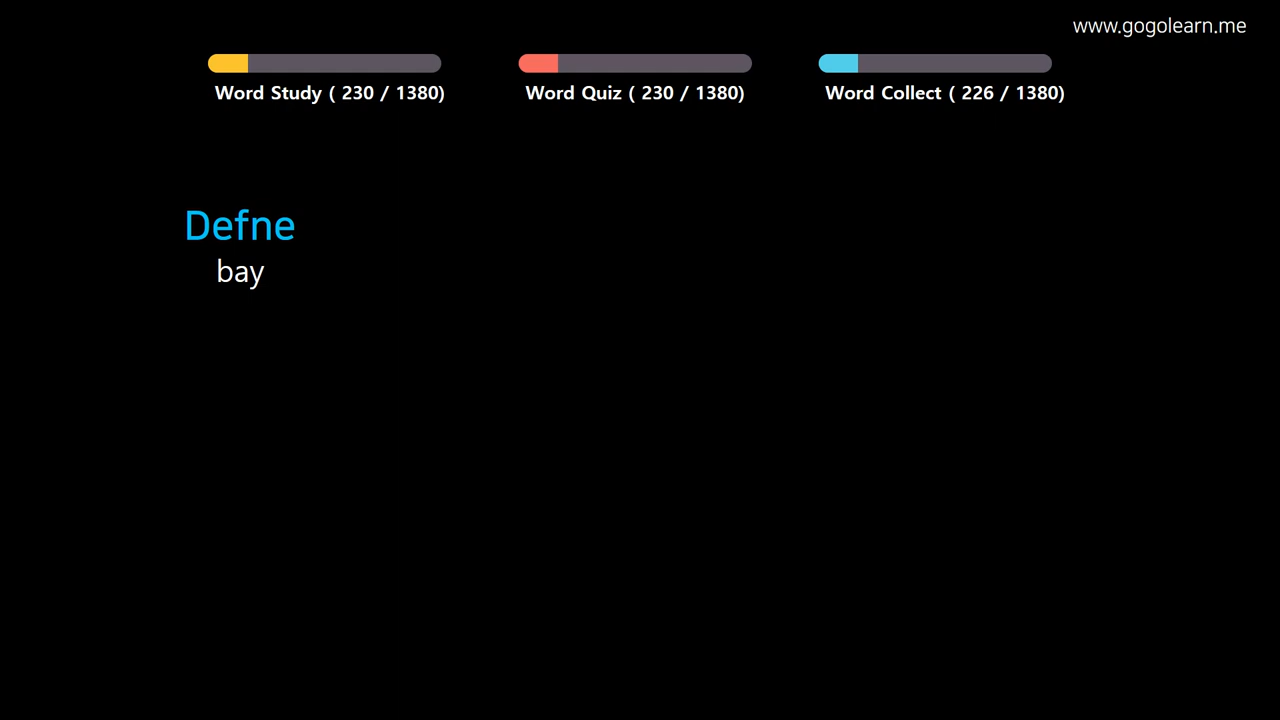 www.gogolearn.me
Word Study ( 230 / 1380)
Word Quiz ( 230 / 1380)
Word Collect ( 226 / 1380)
Defne
bay